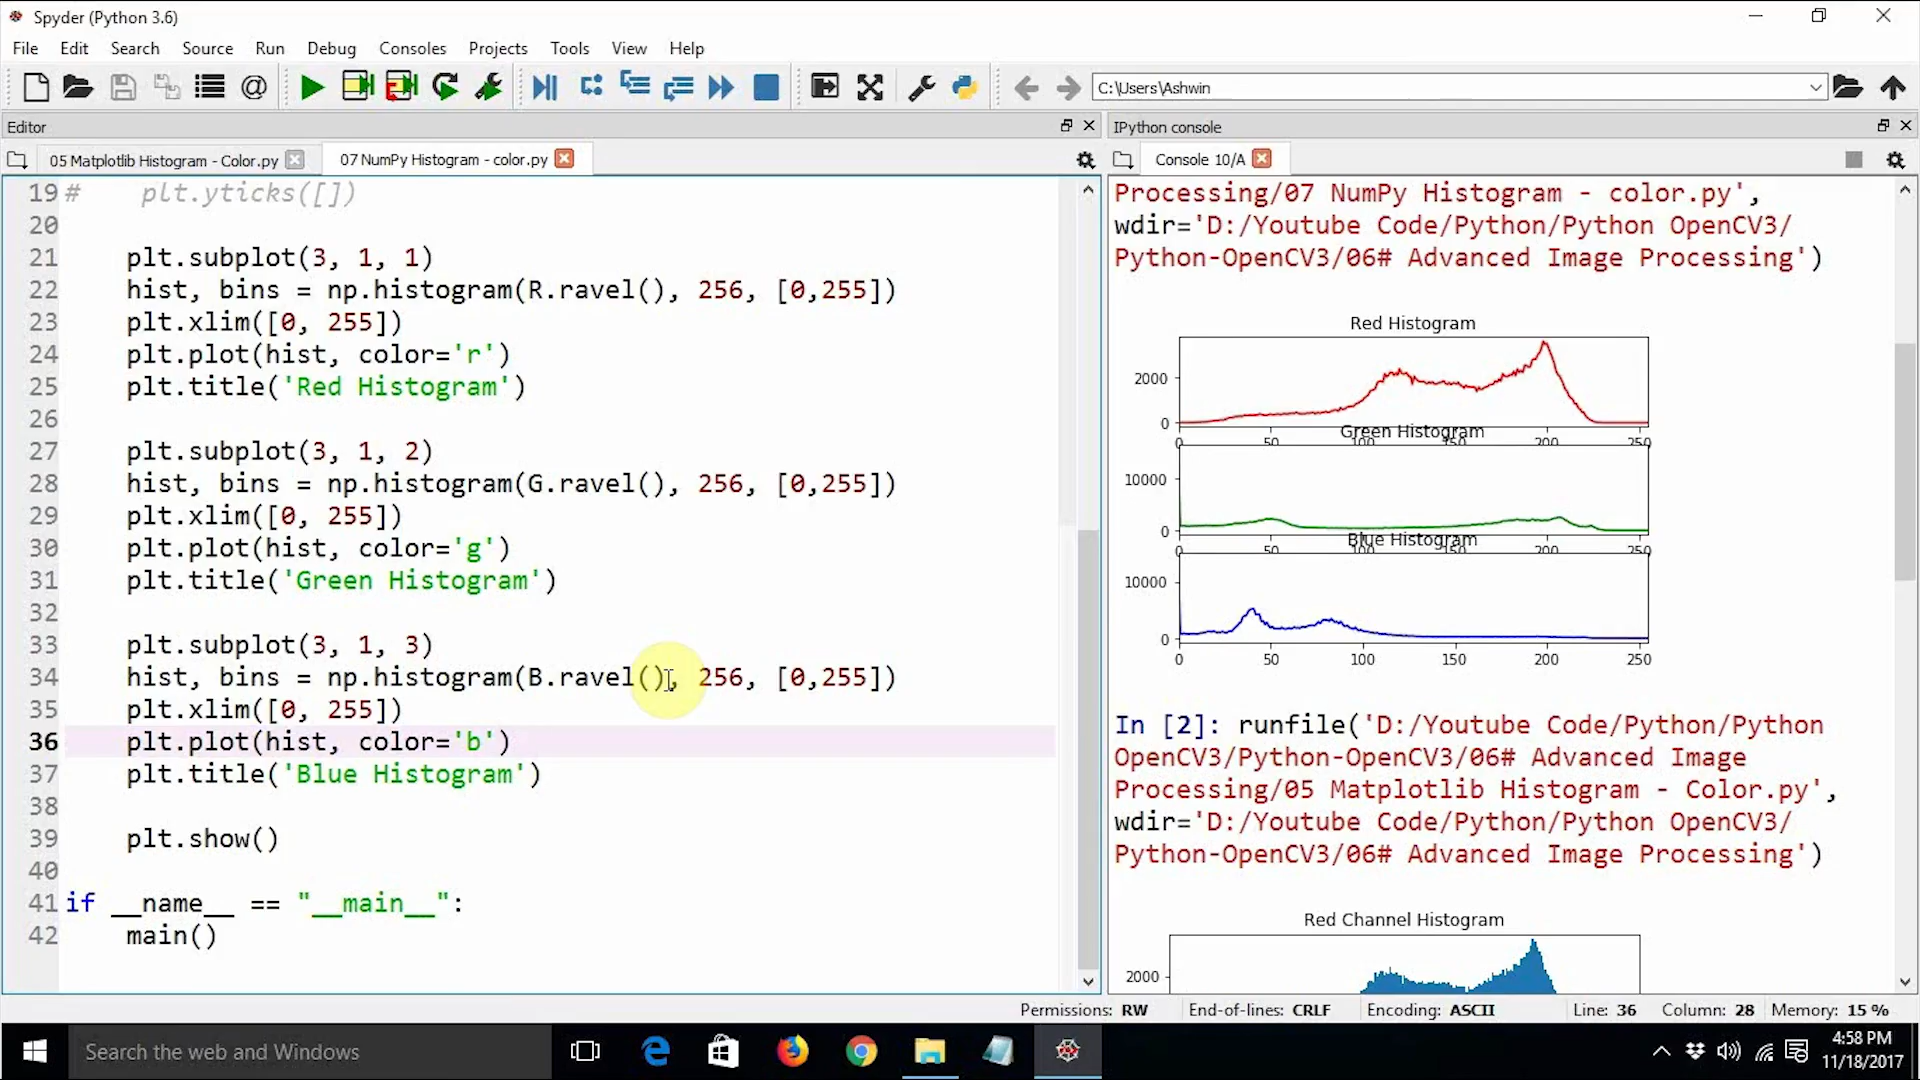 Spyder (Python 3.6)
File Edit Search Source Run Debug Consoles Projects Tools View Help
C:\Users\Ashwin
Editor
05 Matplotlib Histogram - Color.py
07 NumPy Histogram - color.py
19 # plt.yticks([])
20
21 plt.subplot(3, 1, 1)
22 hist, bins = np.histogram(R.ravel(), 256, [0,255])
23 plt.xlim([0, 255])
24 plt.plot(hist, color='r')
25 plt.title('Red Histogram')
26
27 plt.subplot(3, 1, 2)
28 hist, bins = np.histogram(G.ravel(), 256, [0,255])
29 plt.xlim([0, 255])
30 plt.plot(hist, color='g')
31 plt.title('Green Histogram')
32
33 plt.subplot(3, 1, 3)
34 hist, bins = np.histogram(B.ravel(), 256, [0,255])
35 plt.xlim([0, 255])
36 plt.plot(hist, color='b')
37 plt.title('Blue Histogram')
38
39 plt.show()
40
41 if __name__ == "__main__":
42 main()
IPython console
Console 10/A
Processing/07 NumPy Histogram - color.py',
wdir='D:/Youtube Code/Python/Python OpenCV3/
Python-OpenCV3/06# Advanced Image Processing')
Red Histogram
2000
0
0 50 100 150 200 250
Green Histogram
10000
0
0 50 100 150 200 250
Blue Histogram
10000
0
0 50 100 150 200 250
In [2]: runfile('D:/Youtube Code/Python/Python
OpenCV3/Python-OpenCV3/06# Advanced Image
Processing/05 Matplotlib Histogram - Color.py',
wdir='D:/Youtube Code/Python/Python OpenCV3/
Python-OpenCV3/06# Advanced Image Processing')
Red Channel Histogram
2000
Permissions: RW End-of-lines: CRLF Encoding: ASCII Line: 36 Column: 28 Memory: 15 %
Search the web and Windows
4:58 PM
11/18/2017